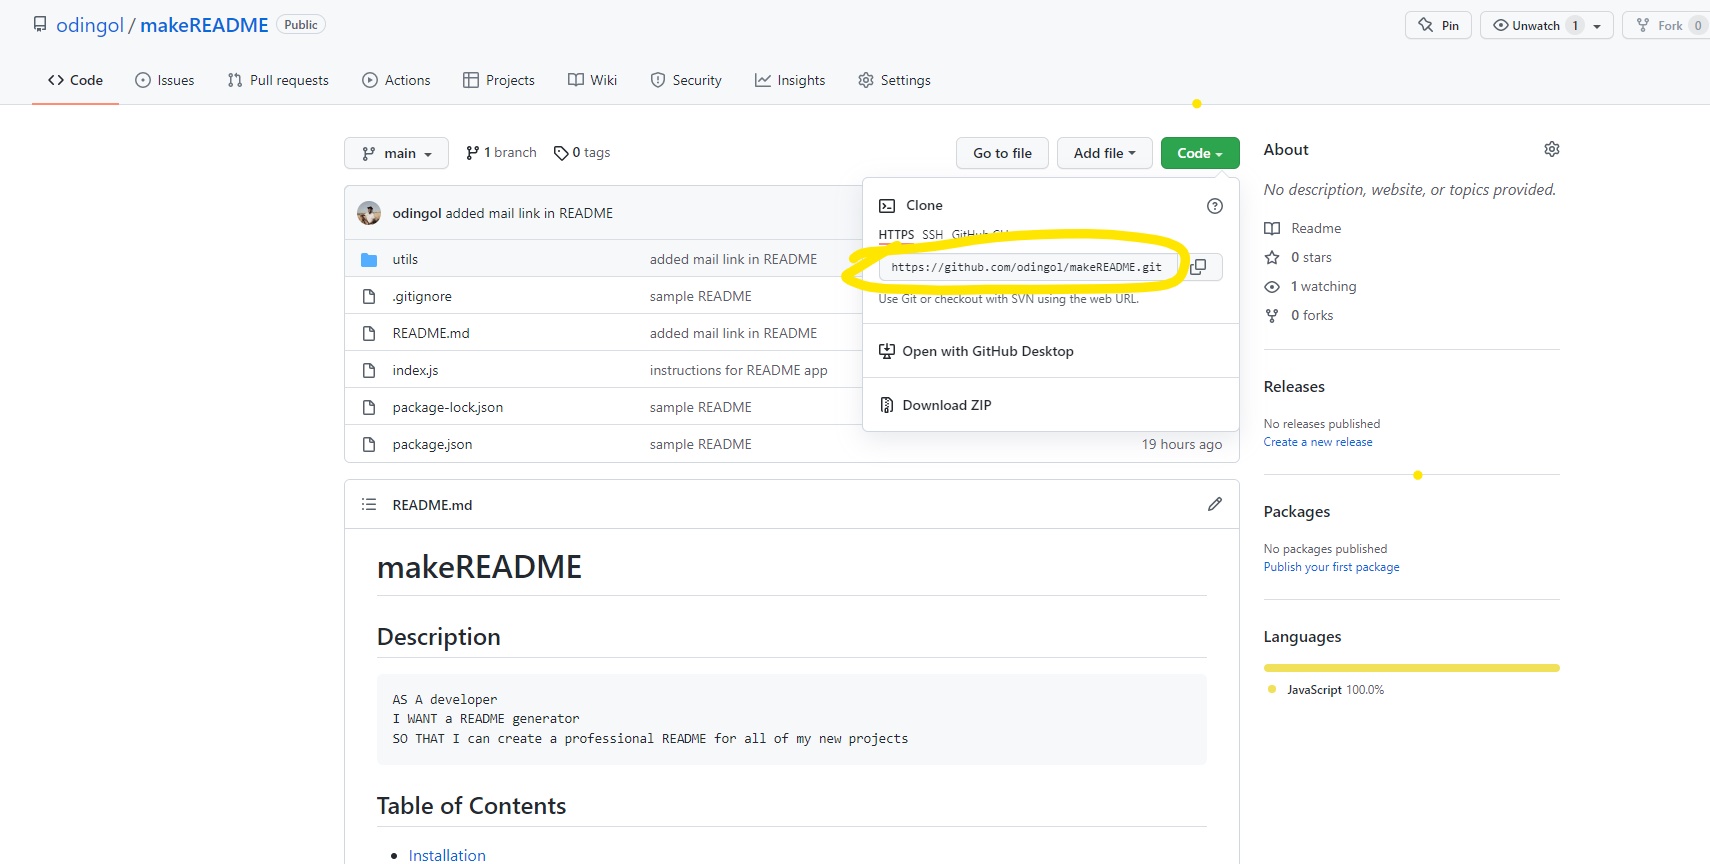 odingol / makeREADME Public
Pin Unwatch 1 Fork 0
Code Issues Pull requests Actions Projects Wiki Security Insights Settings
main 1 branch 0 tags Go to file Add file Code
odingol added mail link in README
utils added mail link in README
.gitignore sample README
README.md added mail link in README
index.js instructions for README app
package-lock.json sample README
package.json sample README 19 hours ago
Clone
HTTPS SSH GitHub
https://github.com/odingol/makeREADME.git
Use Git or checkout with SVN using the web URL.
Open with GitHub Desktop
Download ZIP
README.md
makeREADME
Description
AS A developer
I WANT a README generator
SO THAT I can create a professional README for all of my new projects
Table of Contents
Installation
About
No description, website, or topics provided.
Readme
0 stars
1 watching
0 forks
Releases
No releases published
Create a new release
Packages
No packages published
Publish your first package
Languages
JavaScript 100.0%